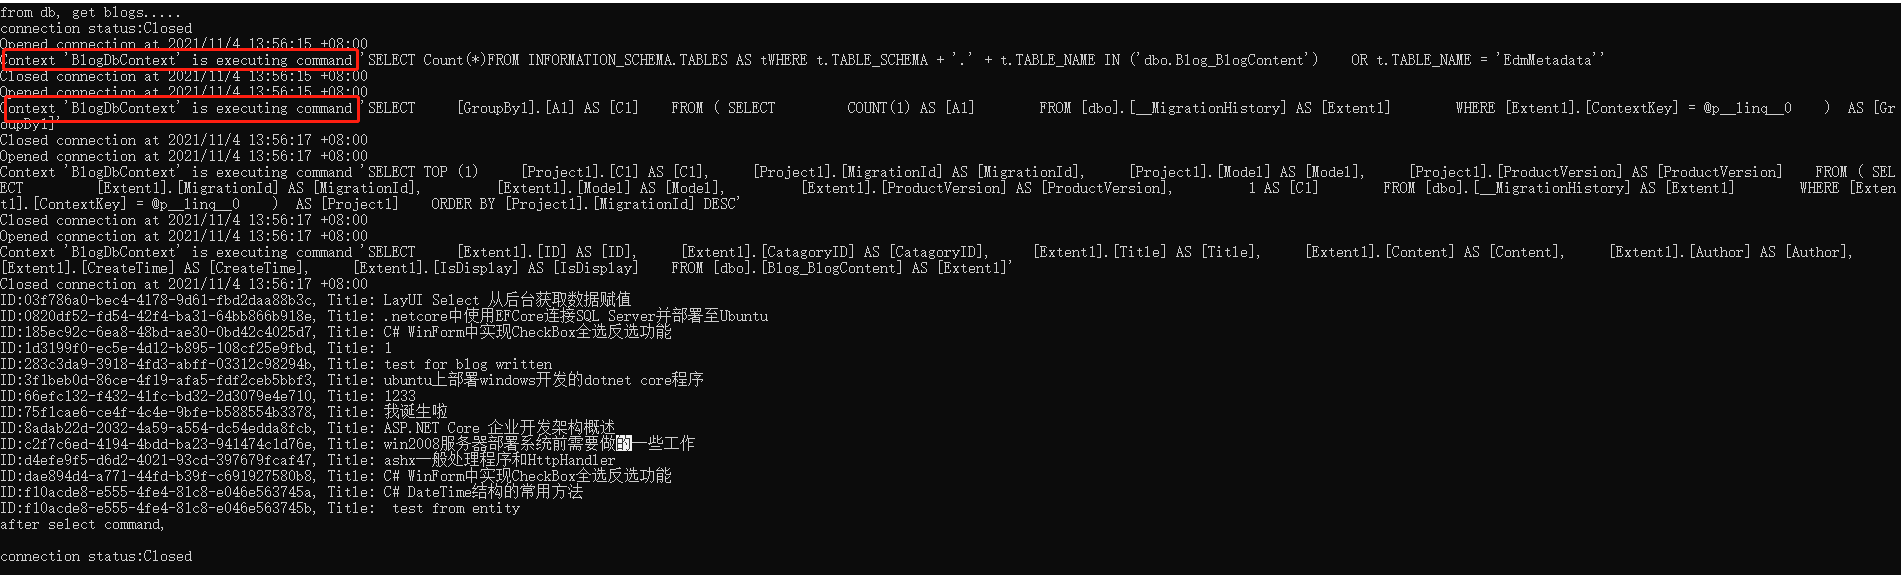 from db, get blogs.....
connection status:Closed
Opened connection at 2021/11/4 13:56:15 +08:00
Context 'BlogDbContext' is executing command 'SELECT Count(*)FROM INFORMATION_SCHEMA.TABLES AS tWHERE t.TABLE_SCHEMA + '.' + t.TABLE_NAME IN ('dbo.Blog_BlogContent')    OR t.TABLE_NAME = 'EdmMetadata''
Closed connection at 2021/11/4 13:56:15 +08:00
Opened connection at 2021/11/4 13:56:15 +08:00
Context 'BlogDbContext' is executing command 'SELECT     [GroupBy1].[A1] AS [C1]    FROM ( SELECT         COUNT(1) AS [A1]        FROM [dbo].[__MigrationHistory] AS [Extent1]        WHERE [Extent1].[ContextKey] = @p__linq__0    )  AS [Gr
oupBy1]'
Closed connection at 2021/11/4 13:56:17 +08:00
Opened connection at 2021/11/4 13:56:17 +08:00
Context 'BlogDbContext' is executing command 'SELECT TOP (1)     [Project1].[C1] AS [C1],     [Project1].[MigrationId] AS [MigrationId],     [Project1].[Model] AS [Model],     [Project1].[ProductVersion] AS [ProductVersion]    FROM ( SEL
ECT         [Extent1].[MigrationId] AS [MigrationId],         [Extent1].[Model] AS [Model],         [Extent1].[ProductVersion] AS [ProductVersion],         1 AS [C1]        FROM [dbo].[__MigrationHistory] AS [Extent1]        WHERE [Exten
t1].[ContextKey] = @p__linq__0    )  AS [Project1]    ORDER BY [Project1].[MigrationId] DESC'
Closed connection at 2021/11/4 13:56:17 +08:00
Opened connection at 2021/11/4 13:56:17 +08:00
Context 'BlogDbContext' is executing command 'SELECT     [Extent1].[ID] AS [ID],     [Extent1].[CatagoryID] AS [CatagoryID],     [Extent1].[Title] AS [Title],     [Extent1].[Content] AS [Content],     [Extent1].[Author] AS [Author],
[Extent1].[CreateTime] AS [CreateTime],     [Extent1].[IsDisplay] AS [IsDisplay]    FROM [dbo].[Blog_BlogContent] AS [Extent1]'
Closed connection at 2021/11/4 13:56:17 +08:00
ID:03f786a0-bec4-4178-9d61-fbd2daa88b3c, Title: LayUI Select 从后台获取数据赋值
ID:0820df52-fd54-42f4-ba31-64bb866b918e, Title: .netcore中使用EFCore连接SQL Server并部署至Ubuntu
ID:185ec92c-6ea8-48bd-ae30-0bd42c4025d7, Title: C# WinForm中实现CheckBox全选反选功能
ID:1d3199f0-ec5e-4d12-b895-108cf25e9fbd, Title: 1
ID:283c3da9-3918-4fd3-abff-03312c98294b, Title: test for blog written
ID:3f1beb0d-86ce-4f19-afa5-fdf2ceb5bbf3, Title: ubuntu上部署windows开发的dotnet core程序
ID:66efc132-f432-41fc-bd32-2d3079e4e710, Title: 1233
ID:75f1cae6-ce4f-4c4e-9bfe-b588554b3378, Title: 我诞生啦
ID:8adab22d-2032-4a59-a554-dc54edda8fcb, Title: ASP.NET Core 企业开发架构概述
ID:c2f7c6ed-4194-4bdd-ba23-941474c1d76e, Title: win2008服务器部署系统前需要做的一些工作
ID:d4efe9f5-d6d2-4021-93cd-397679fcaf47, Title: ashx一般处理程序和HttpHandler
ID:dae894d4-a771-44fd-b39f-c691927580b8, Title: C# WinForm中实现CheckBox全选反选功能
ID:f10acde8-e555-4fe4-81c8-e046e563745a, Title: C# DateTime结构的常用方法
ID:f10acde8-e555-4fe4-81c8-e046e563745b, Title:  test from entity
after select command,
connection status:Closed